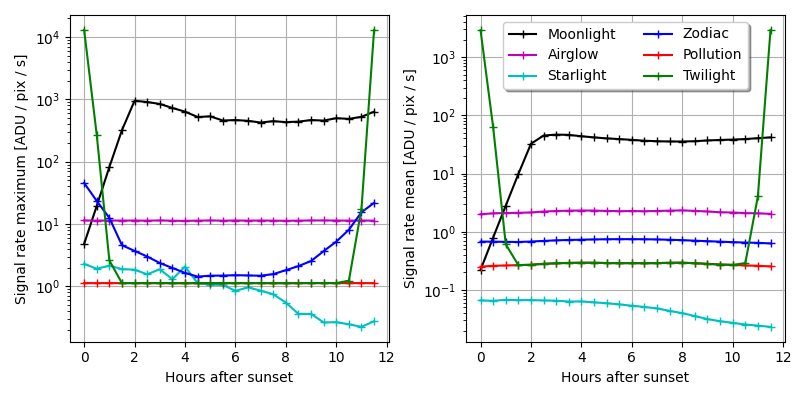 Signal rate maximum [ADU / pix / s]
10⁴
10³
10²
10¹
10⁰
0 2 4 6 8 10 12
Hours after sunset
Signal rate mean [ADU / pix / s]
10³
10²
10¹
10⁰
10⁻¹
0 2 4 6 8 10 12
Hours after sunset
Moonlight Zodiac
Airglow Pollution
Starlight Twilight